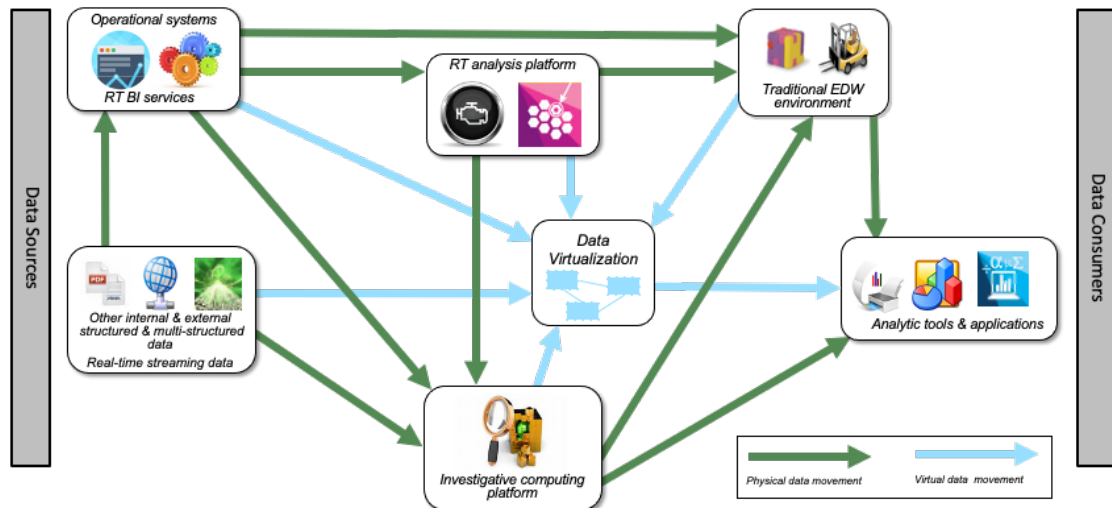 Data Sources
Operational systems
RT BI services
RT analysis platform
Traditional EDW
environment
Data
Virtualization
PDF
Other internal & external
structured & multi-structured
data
Real-time streaming data
Analytic tools & applications
Investigative computing
platform
Physical data movement
Virtual data movement
Data Consumers